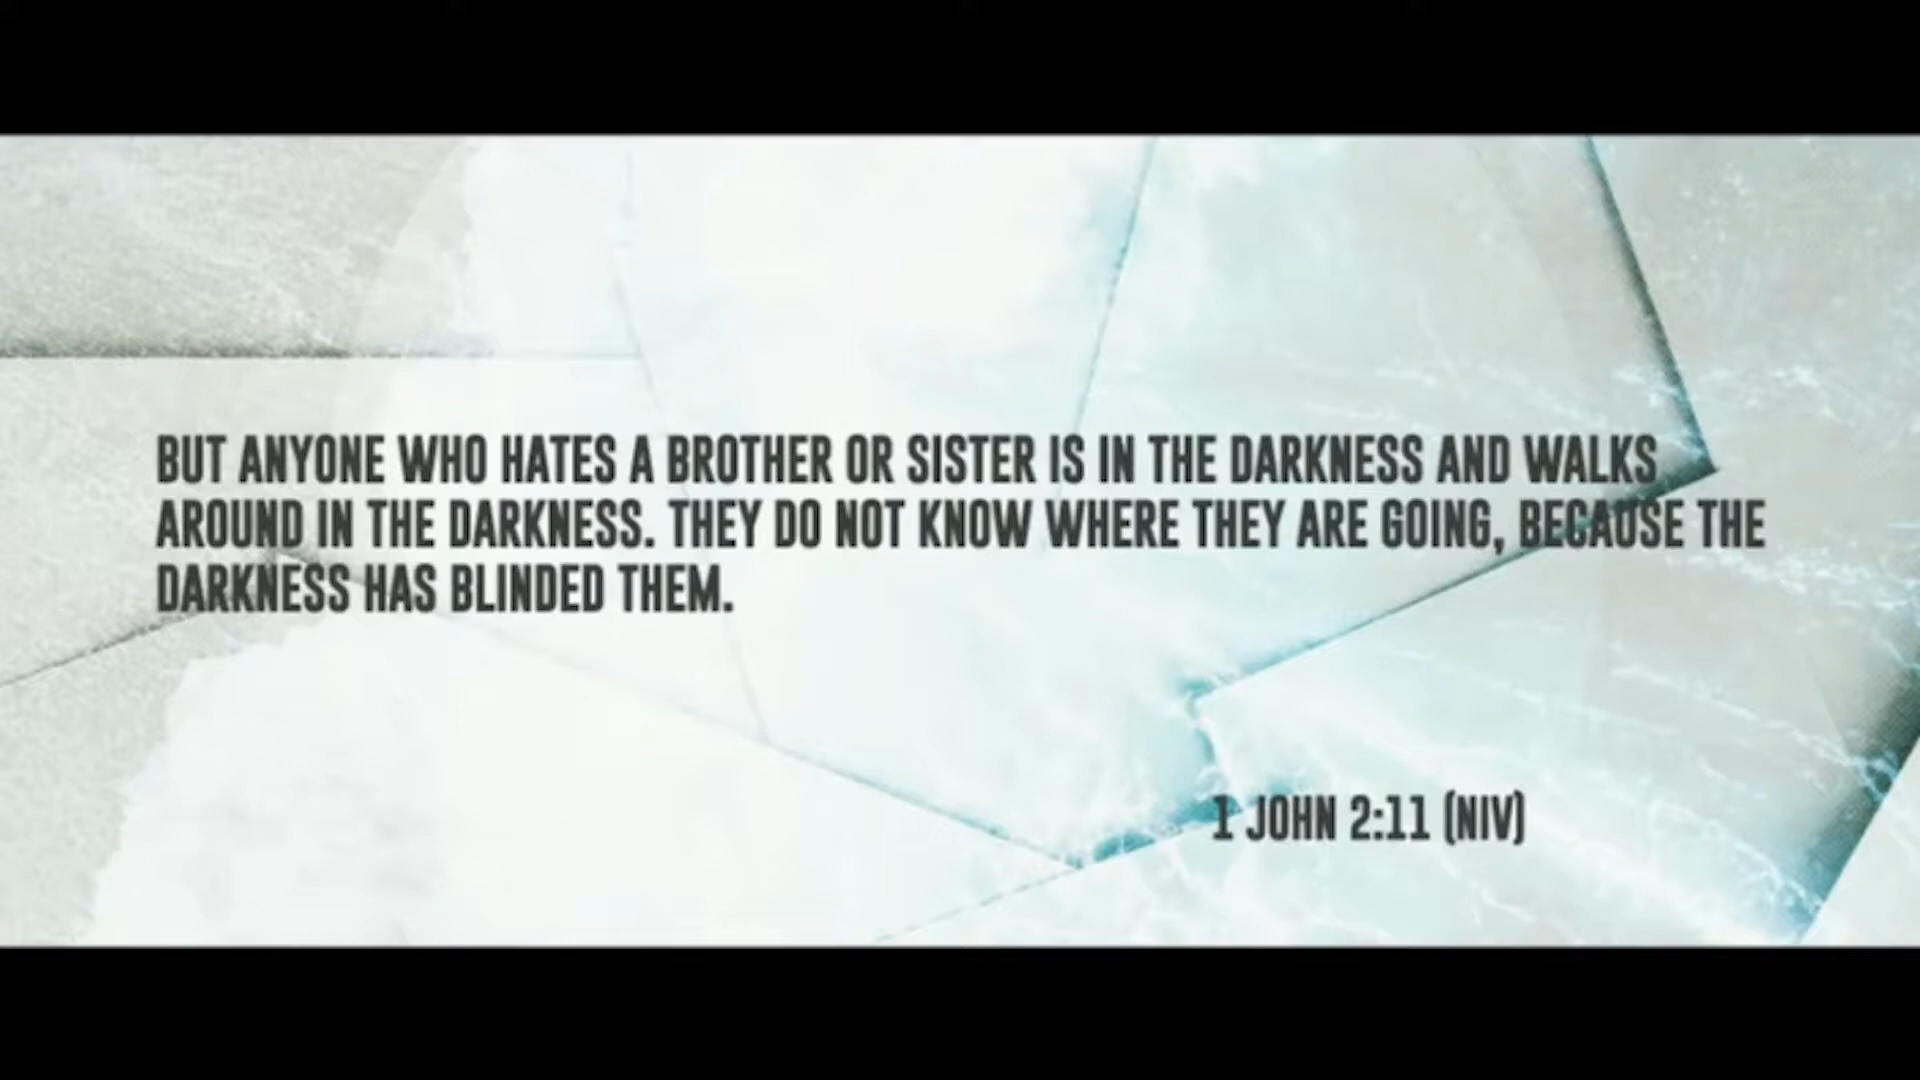 BUT ANYONE WHO HATES A BROTHER OR SISTER IS IN THE DARKNESS AND WALKS
AROUND IN THE DARKNESS. THEY DO NOT KNOW WHERE THEY ARE GOING, BECAUSE THE
DARKNESS HAS BLINDED THEM.
1 JOHN 2:11 (NIV)